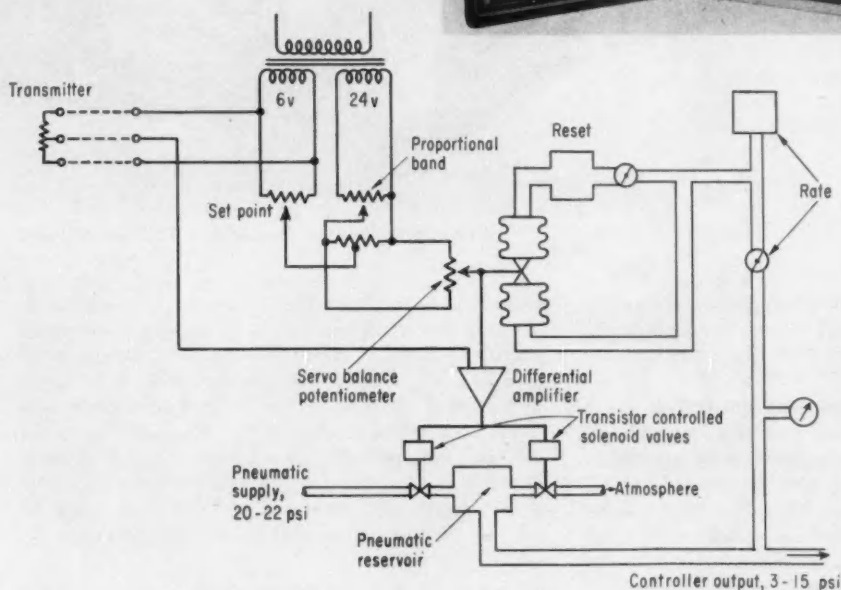 Transmitter
6v
24v
Reset
Proportional
band
Rate
Set point
Servo balance
potentiometer
Differential
amplifier
Transistor controlled
solenoid valves
Pneumatic
supply,
20-22 psi
Atmosphere
Pneumatic
reservoir
Controller output, 3-15 psi